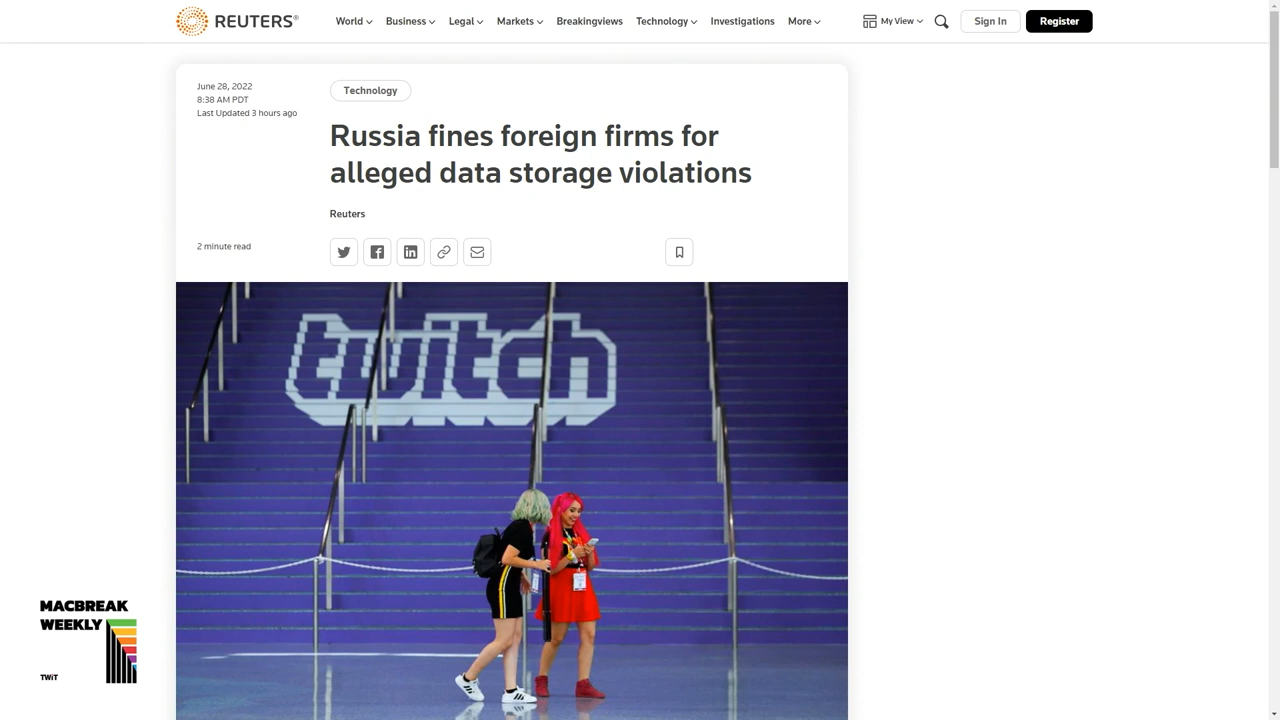 REUTERS®
World
Business
Legal
Markets
Breakingviews
Technology
Investigations
More
My View
Sign In
Register
June 28, 2022
8:38 AM PDT
Last Updated 3 hours ago
Technology
Russia fines foreign firms for
alleged data storage violations
Reuters
2 minute read
twitch
MACBREAK
WEEKLY
TWiT